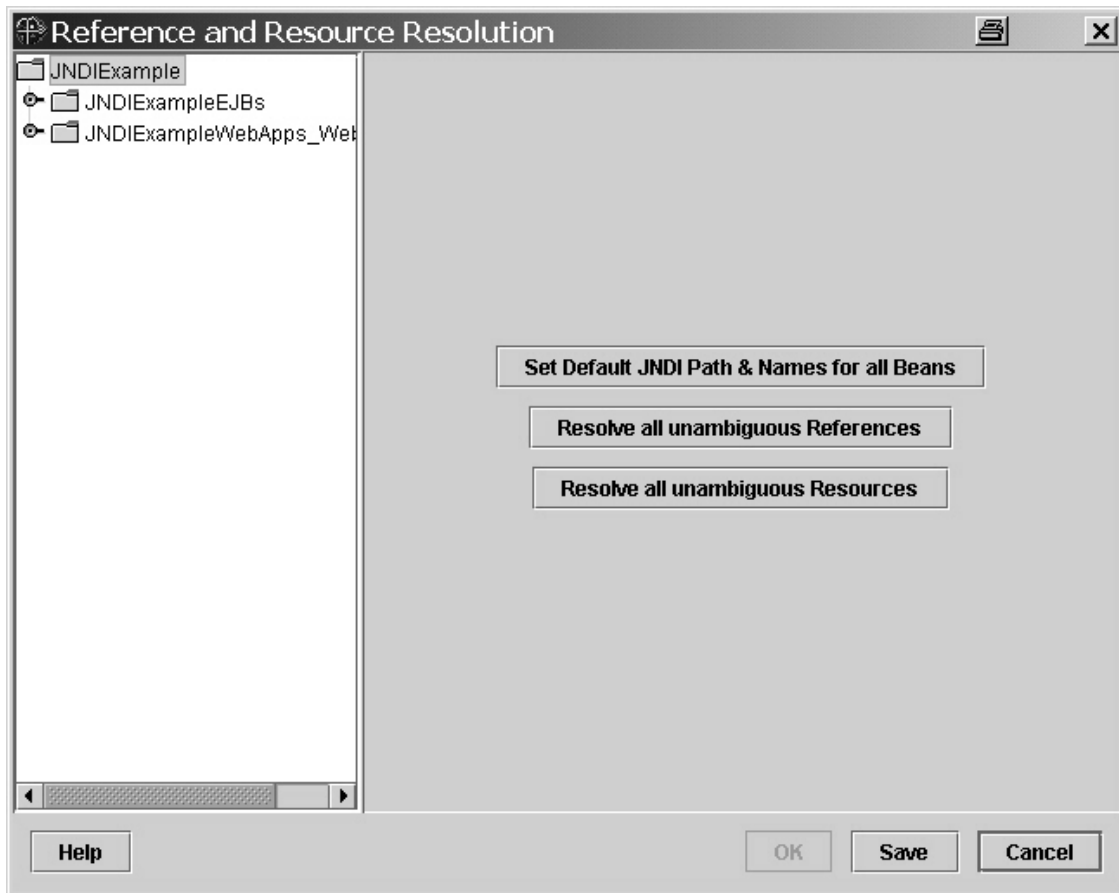 Reference and Resource Resolution
JNDIExample
JNDIExampleEJBs
JNDIExampleWebApps_Web
Set Default JNDI Path & Names for all Beans
Resolve all unambiguous References
Resolve all unambiguous Resources
Help
OK
Save
Cancel